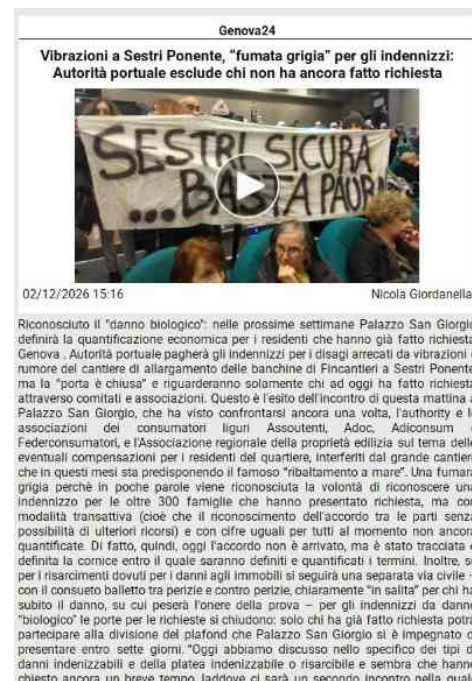 Genova24
Vibrazioni a Sestri Ponente, "fumata grigia" per gli indennizzi:
Autorità portuale esclude chi non ha ancora fatto richiesta
SESTRI SICURA
...BASTA PAURA
02/12/2026 15:16
Nicola Giordanella
Riconosciuto il "danno biologico": nelle prossime settimane Palazzo San Giorgio
definirà la quantificazione economica per i residenti che hanno già fatto richiesta
Genova . Autorità portuale pagherà gli indennizzi per i disagi arrecati da vibrazioni e
rumore del cantiere di allargamento delle banchine di Fincantieri a Sestri Ponente
ma la "porta è chiusa" e riguarderanno solamente chi ad oggi ha fatto richiesta
attraverso comitati e associazioni. Questo è l'esito dell'incontro di questa mattina a
Palazzo San Giorgio, che ha visto confrontarsi ancora una volta, l'authority e le
associazioni dei consumatori liguri Assoutenti, Adoc, Adiconsum e
Federconsumatori, e l'Associazione regionale della proprietà edilizia sul tema delle
eventuali compensazioni per i residenti del quartiere, interferiti dal grande cantiere
che in questi mesi sta predisponendo il famoso "ribaltamento a mare". Una fumara
grigia perchè in poche parole viene riconosciuta la volontà di riconoscere una
indennizzo per le oltre 300 famiglie che hanno presentato richiesta, ma con
modalità transattiva (cioè che il riconoscimento dell'accordo tra le parti senza
possibilità di ulteriori ricorsi) e con cifre uguali per tutti al momento non ancora
quantificate. Di fatto, quindi, oggi l'accordo non è arrivato, ma è stato tracciata e
definita la cornice entro il quale saranno definiti e quantificati i termini. Inoltre, se
per i risarcimenti dovuti per i danni agli immobili si seguirà una separata via civile -
con il consueto balletto tra perizie e contro perizie, chiaramente "in salita" per chi ha
subito il danno, su cui peserà l'onere della prova – per gli indennizzi da danno
"biologico" le porte per le richieste si chiudono: solo chi ha già fatto richiesta potrà
partecipare alla divisione del plafond che Palazzo San Giorgio si è impegnato a
presentare entro sette giorni. "Oggi abbiamo discusso nello specifico dei tipi di
danni indenizzabili e della platea indenizzabile o risarcibile e sembra che hanno
chiesto ancora un breve tempo, laddove ci sarà un secondo incontro nella quale